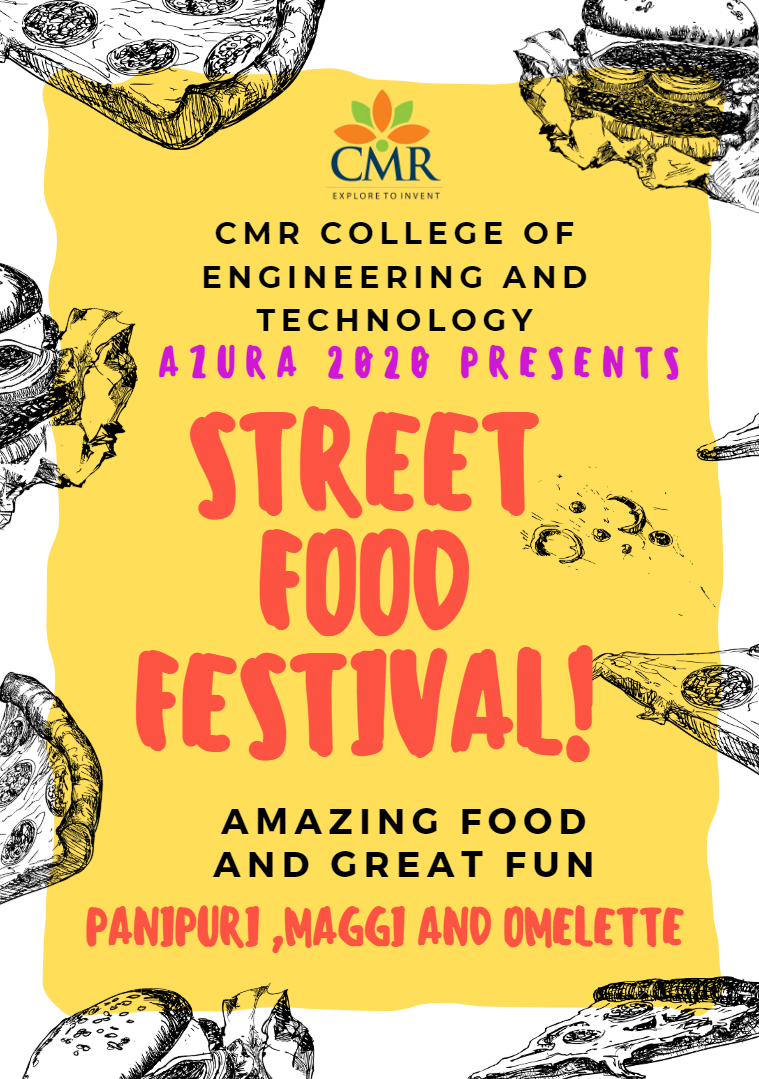 CMR
EXPLORE TO INVENT
CMR COLLEGE OF
ENGINEERING AND
TECHNOLOGY
AZURA 2020 PRESENTS
STREET
FOOD
FESTIVAL!
AMAZING FOOD
AND GREAT FUN
PANIPURI ,MAGGI AND OMELETTE